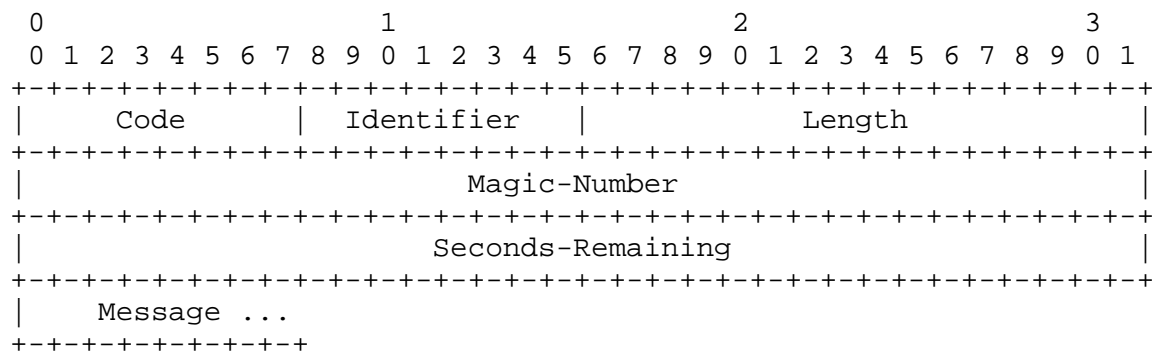 0                   1                   2                   3
 0 1 2 3 4 5 6 7 8 9 0 1 2 3 4 5 6 7 8 9 0 1 2 3 4 5 6 7 8 9 0 1
+-+-+-+-+-+-+-+-+-+-+-+-+-+-+-+-+-+-+-+-+-+-+-+-+-+-+-+-+-+-+-+-+
|     Code      |  Identifier   |            Length             |
+-+-+-+-+-+-+-+-+-+-+-+-+-+-+-+-+-+-+-+-+-+-+-+-+-+-+-+-+-+-+-+-+
|                         Magic-Number                          |
+-+-+-+-+-+-+-+-+-+-+-+-+-+-+-+-+-+-+-+-+-+-+-+-+-+-+-+-+-+-+-+-+
|                       Seconds-Remaining                       |
+-+-+-+-+-+-+-+-+-+-+-+-+-+-+-+-+-+-+-+-+-+-+-+-+-+-+-+-+-+-+-+-+
|    Message ...
+-+-+-+-+-+-+-+-+